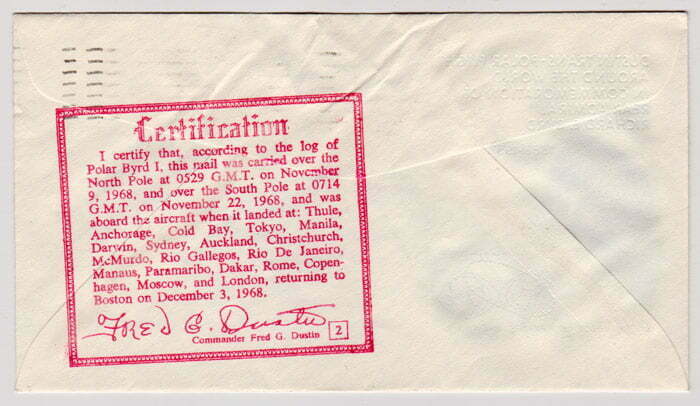 Certification
I certify that, according to the log of
Polar Byrd I, this mail was carried over the
North Pole at 0529 G.M.T. on November
9, 1968, and over the South Pole at 0714
G.M.T. on November 22, 1968, and was
aboard the aircraft when it landed at: Thule,
Anchorage, Cold Bay, Tokyo, Manila,
Darwin, Sydney, Auckland, Christchurch,
McMurdo, Rio Gallegos, Rio De Janeiro,
Manaus, Paramaribo, Dakar, Rome, Copen-
hagen, Moscow, and London, returning to
Boston on December 3, 1968.
Fred G. Dustin
Commander Fred G. Dustin 2